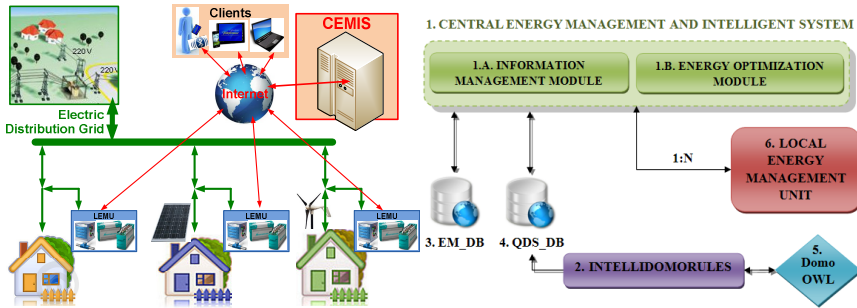 Clients
CEMIS
220 V
220 V
Internet
Electric
Distribution Grid
LEMU
LEMU
LEMU
1. CENTRAL ENERGY MANAGEMENT AND INTELLIGENT SYSTEM
1.A. INFORMATION
MANAGEMENT MODULE
1.B. ENERGY OPTIMIZATION
MODULE
1:N
6. LOCAL
ENERGY
MANAGEMENT
UNIT
3. EM_DB
4. QDS_DB
2. INTELLIDOMORULES
5.
Domo
OWL